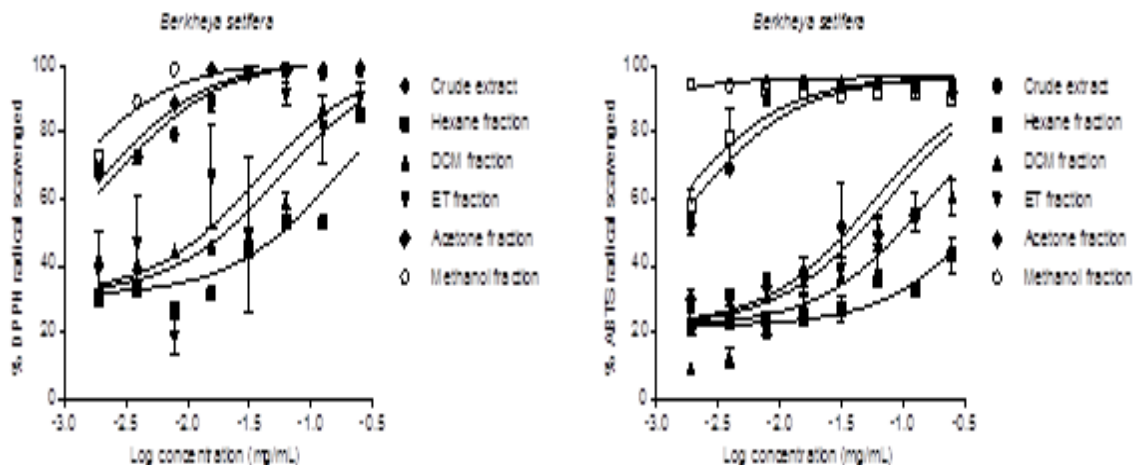 Berkheya setifera
% DPPH radical scavenged
100
80
60
40
20
0
-3.0 -2.5 -2.0 -1.5 -1.0 -0.5
Log concentration (mg/mL)
Crude extract
Hexane fraction
DCM fraction
ET fraction
Acetone fraction
Methanol fraction
Berkheya setifera
% ABTS radical scavenged
100
80
60
40
20
0
-3.0 -2.5 -2.0 -1.5 -1.0 -0.5
Log concentration (mg/mL)
Crude extract
Hexane fraction
DCM fraction
ET fraction
Acetone fraction
Methanol fraction